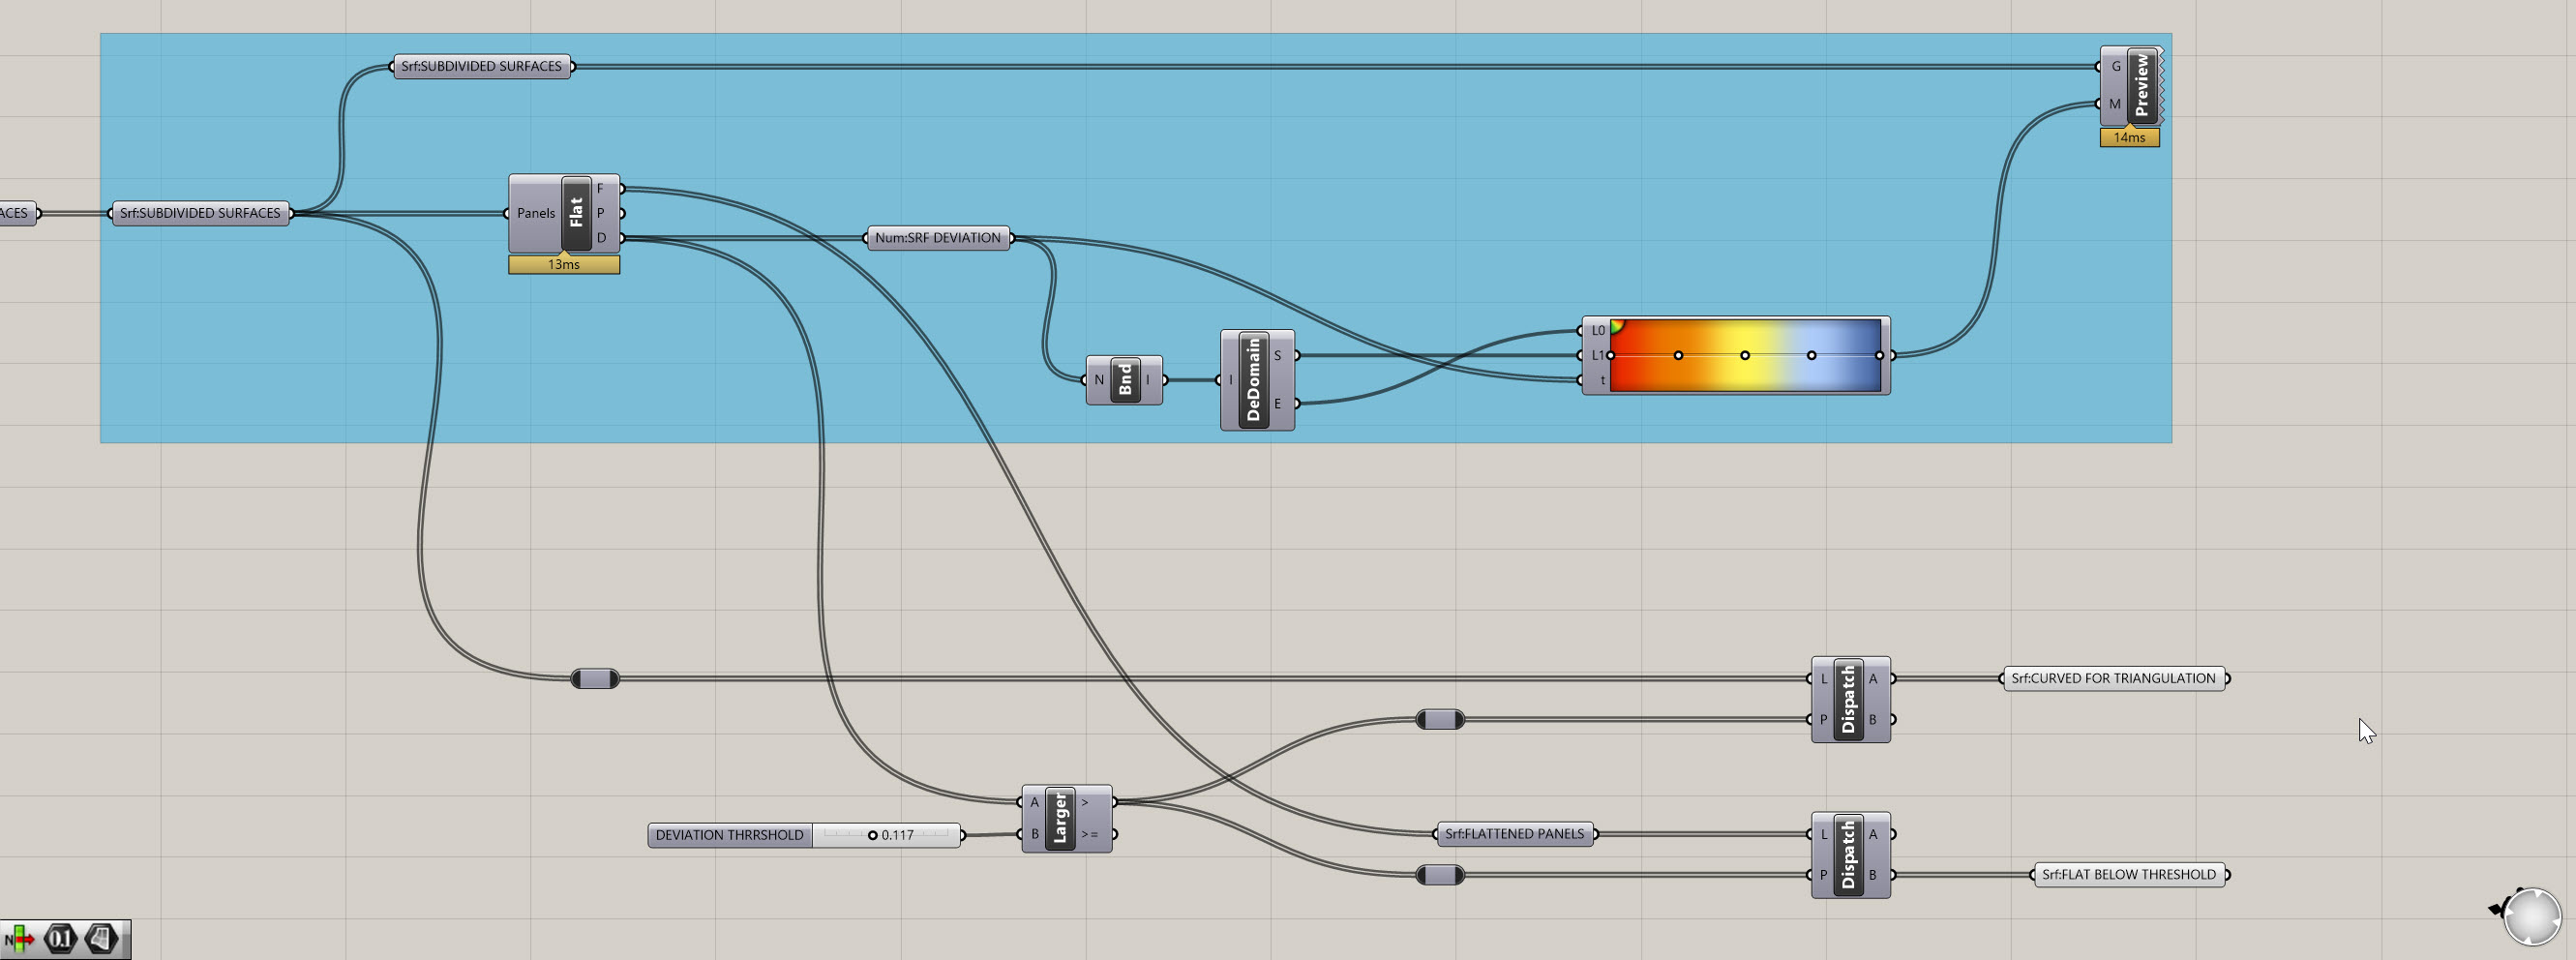 Srf:SUBDIVIDED SURFACES
G
M
Preview
14ms
ACES
Srf:SUBDIVIDED SURFACES
Panels
Flat
F
P
D
13ms
Num:SRF DEVIATION
N
Bnd
I
I
DeDomain
S
E
L0
L1
t
L
P
Dispatch
A
B
Srf:CURVED FOR TRIANGULATION
DEVIATION THRRSHOLD
0.117
A
B
Larger
>
>=
Srf:FLATTENED PANELS
L
P
Dispatch
A
B
Srf:FLAT BELOW THRESHOLD
N
0.1